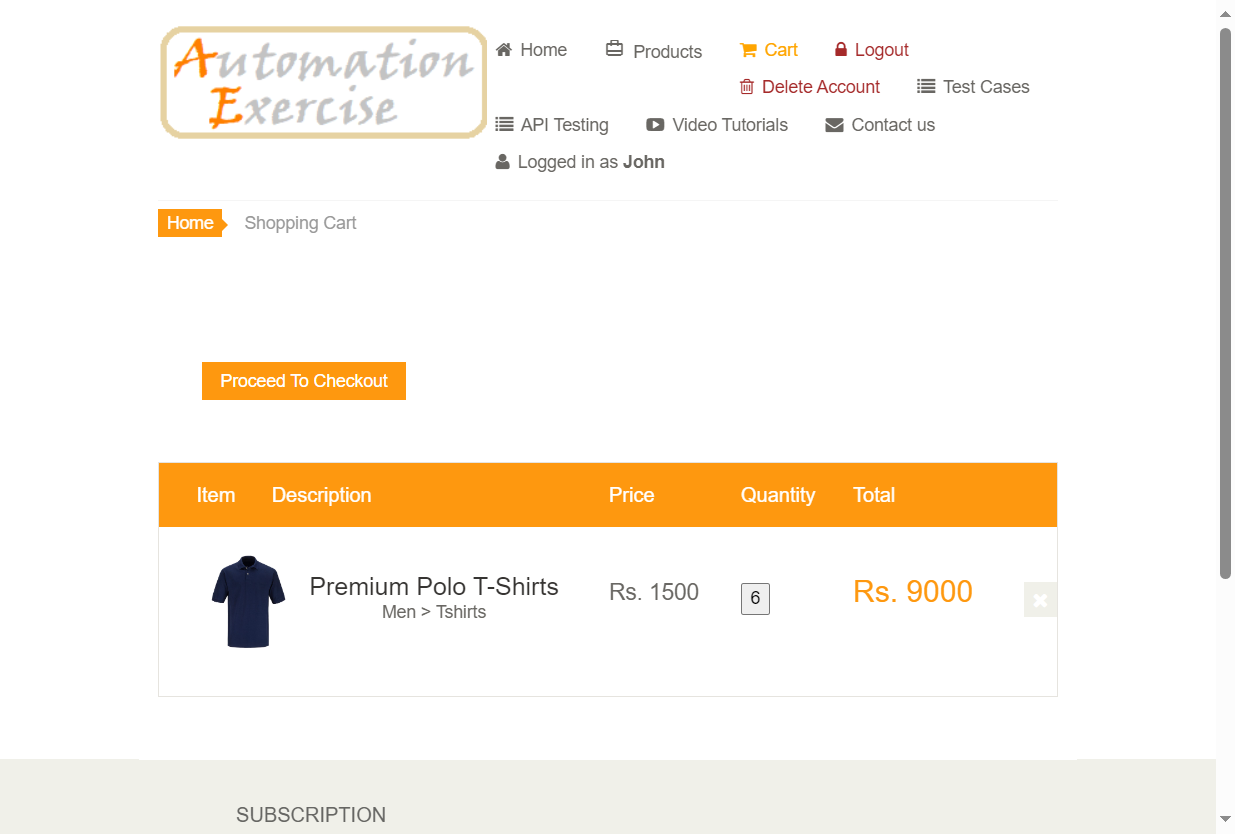 Automation
Exercise
Home Products Cart Logout
Delete Account Test Cases
API Testing Video Tutorials Contact us
Logged in as John
Home Shopping Cart
Proceed To Checkout
Item Description Price Quantity Total
Premium Polo T-Shirts Rs. 1500 6 Rs. 9000
Men > Tshirts
SUBSCRIPTION